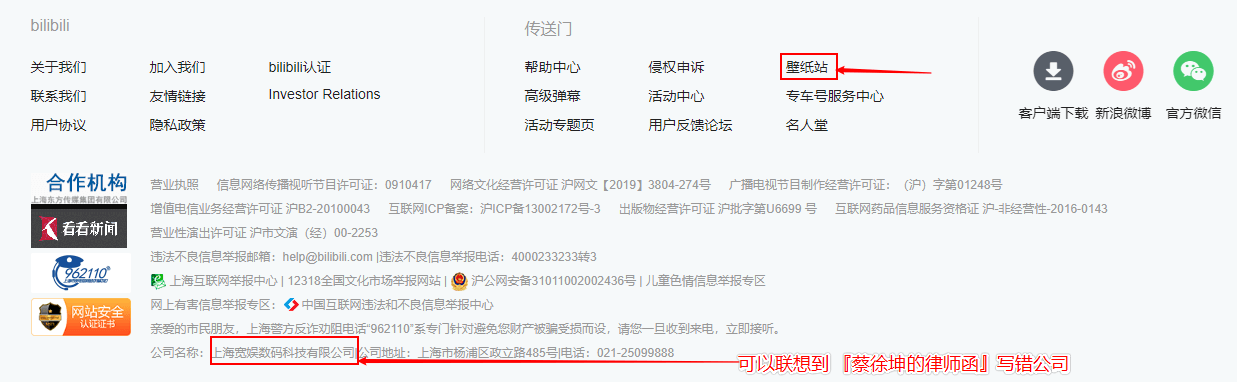 bilibili
关于我们 加入我们 bilibili认证
联系我们 友情链接 Investor Relations
用户协议 隐私政策
传送门
帮助中心 侵权申诉 壁纸站
高级弹幕 活动中心 专车号服务中心
活动专题页 用户反馈论坛 名人堂
客户端下载 新浪微博 官方微信
合作机构
上海东方传媒集团有限公司
看看新闻
962110
网站安全
认证证书
营业执照 信息网络传播视听节目许可证：0910417 网络文化经营许可证 沪网文【2019】3804-274号 广播电视节目制作经营许可证：（沪）字第01248号
增值电信业务经营许可证 沪B2-20100043 互联网ICP备案：沪ICP备13002172号-3 出版物经营许可证 沪批字第U6699 号 互联网药品信息服务资格证 沪-非经营性-2016-0143
营业性演出许可证 沪市文演（经）00-2253
违法不良信息举报邮箱：help@bilibili.com |违法不良信息举报电话：4000233233转3
上海互联网举报中心 | 12318全国文化市场举报网站 | 沪公网安备31011002002436号 | 儿童色情信息举报专区
网上有害信息举报专区： 中国互联网违法和不良信息举报中心
亲爱的市民朋友，上海警方反诈劝阻电话“962110”系专门针对避免您财产被骗受损而设，请您一旦收到来电，立即接听。
公司名称：上海宽娱数码科技有限公司|公司地址：上海市杨浦区政立路485号|电话：021-25099888
可以联想到 『蔡徐坤的律师函』写错公司